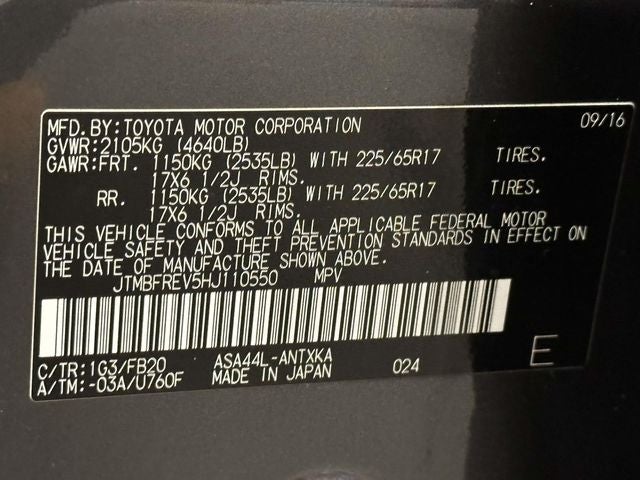 MFD. BY: TOYOTA MOTOR CORPORATION 09/16
GVWR: 2105KG (4640LB)
GAWR: FRT. 1150KG (2535LB) WITH 225/65R17 TIRES.
17X6 1/2J RIMS.
RR. 1150KG (2535LB) WITH 225/65R17 TIRES.
17X6 1/2J RIMS.
THIS VEHICLE CONFORMS TO ALL APPLICABLE FEDERAL MOTOR
VEHICLE SAFETY AND THEFT PREVENTION STANDARDS IN EFFECT ON
THE DATE OF MANUFACTURE SHOWN ABOVE.
JTMBFREV5HJ110550 MPV
C/TR: 1G3/FB20 ASA44L-ANTXKA 024 E
A/TM: -03A/U760F MADE IN JAPAN